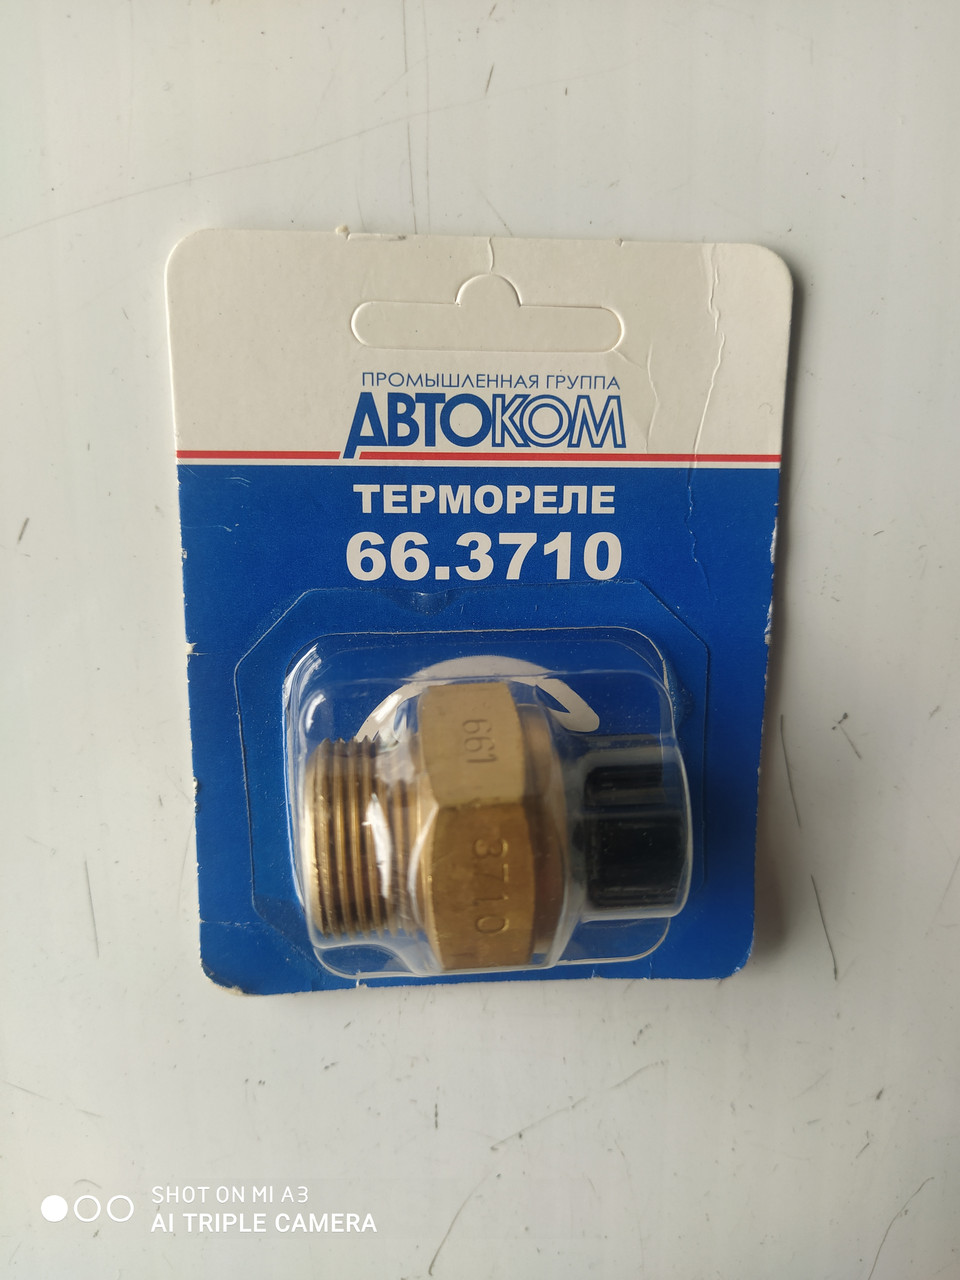 ПРОМЫШЛЕННАЯ ГРУППА
АВТОКОМ
ТЕРМОРЕЛЕ
66.3710
661
3710
SHOT ON MI A3
AI TRIPLE CAMERA